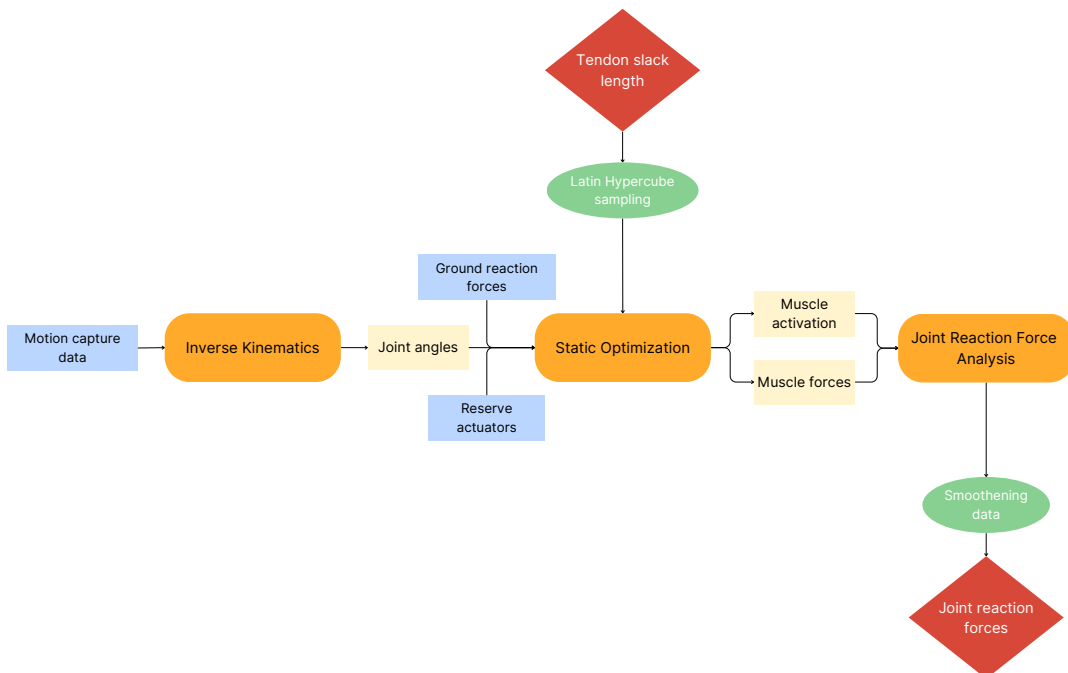 Tendon slack
length
Latin Hypercube
sampling
Ground reaction
forces
Motion capture
data
Inverse Kinematics
Joint angles
Reserve
actuators
Static Optimization
Muscle
activation
Muscle forces
Joint Reaction Force
Analysis
Smoothening
data
Joint reaction
forces